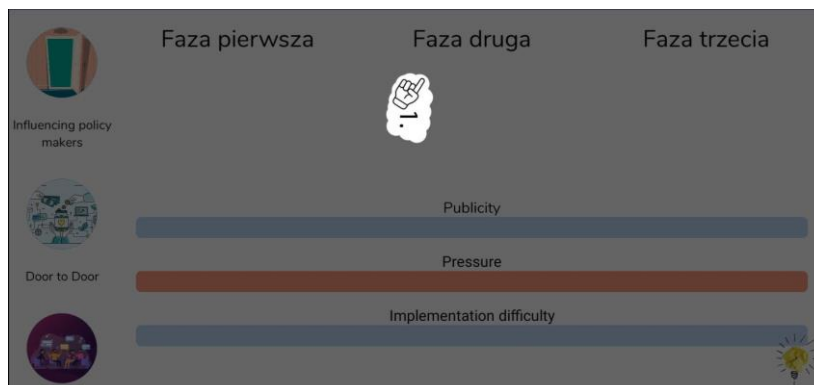 Faza pierwsza
Faza druga
Faza trzecia
1.
Influencing policy
makers
Publicity
Pressure
Door to Door
Implementation difficulty